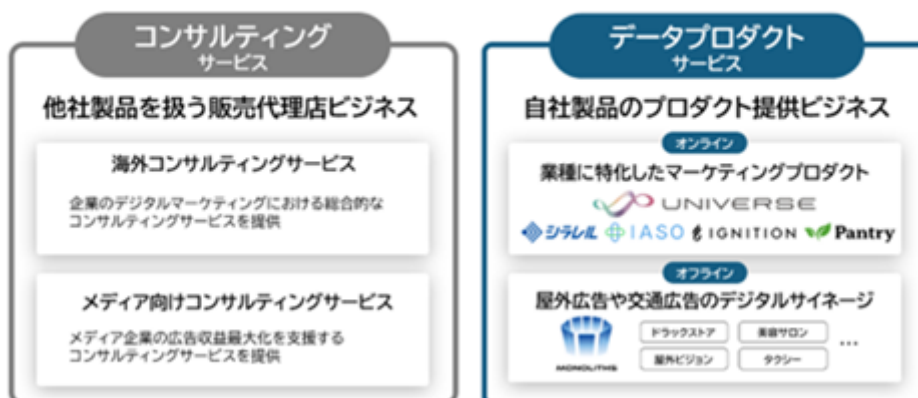 コンサルティング
サービス
他社製品を扱う販売代理店ビジネス
海外コンサルティングサービス
企業のデジタルマーケティングにおける総合的な
コンサルティングサービスを提供
メディア向けコンサルティングサービス
メディア企業の広告収益最大化を支援する
コンサルティングサービスを提供
データプロダクト
サービス
自社製品のプロダクト提供ビジネス
オンライン
業種に特化したマーケティングプロダクト
UNIVERSE
シラレル IASO IGNITION Pantry
オフライン
屋外広告や交通広告のデジタルサイネージ
ドラックストア 美容サロン
屋外ビジョン タクシー ...
MONOLITHS